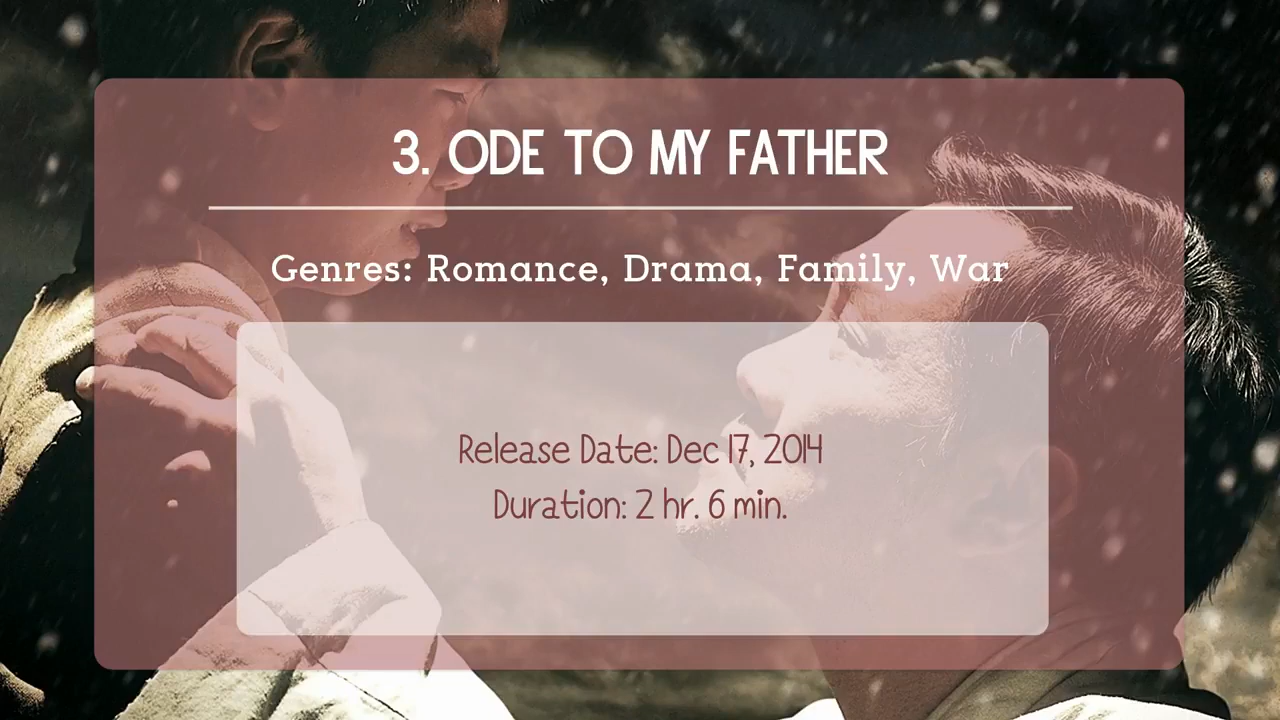 3. ODE TO MY FATHER
Genres: Romance, Drama, Family, War
Release Date: Dec 17, 2014
Duration: 2 hr. 6 min.